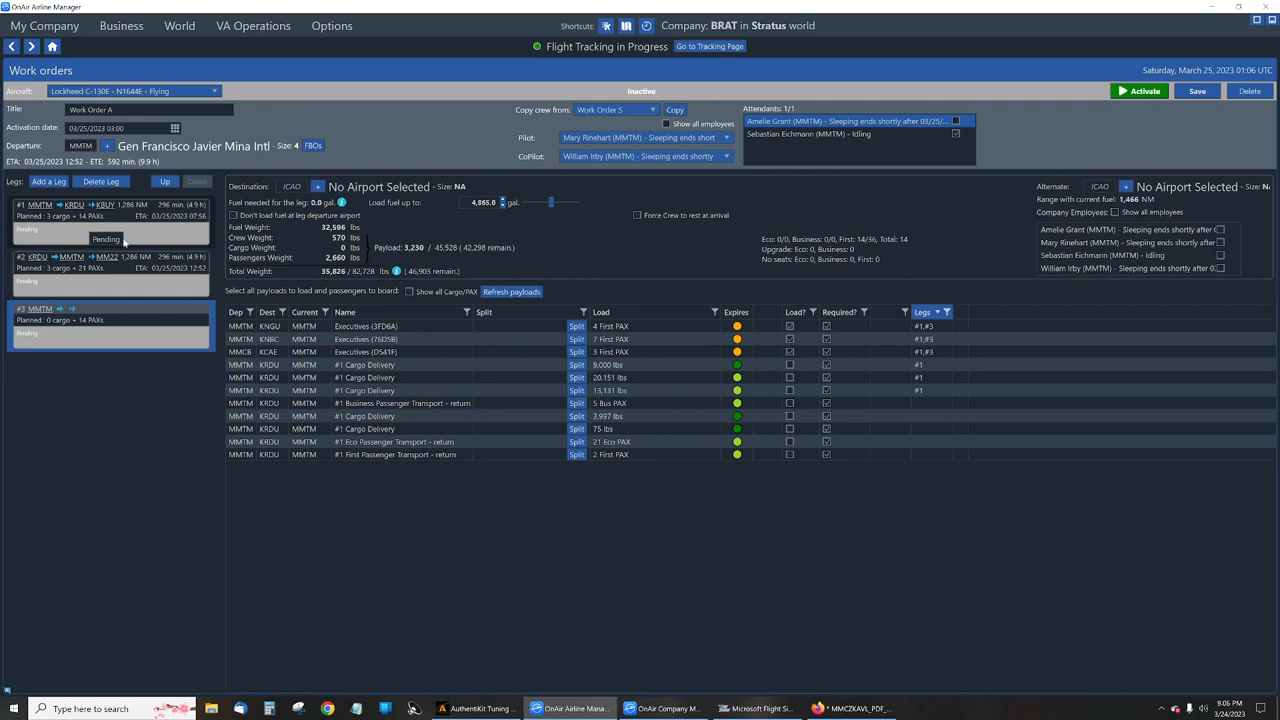 OnAir Airline Manager
My Company Business World VA Operations Options Shortcuts: Company: BRAT in Stratus world
Flight Tracking in Progress Go to Tracking Page
Work orders Saturday, March 25, 2023 01:06 UTC
Aircraft: Lockheed C-130E - N1644E - Flying Inactive Activate Save Delete
Title: Work Order A Copy crew from: Work Order S Copy Attendants: 1/1
Show all employees Amelie Grant (MMTM) - Sleeping ends shortly after 03/25/...
Activation date: 03/25/2023 03:00 Sebastian Eichmann (MMTM) - Idling
Pilot: Mary Rinehart (MMTM) - Sleeping ends short
Departure: MMTM + Gen Francisco Javier Mina Intl - Size: 4 FBOs
CoPilot: William Irby (MMTM) - Sleeping ends shortly
ETA: 03/25/2023 12:52 - ETE: 592 min. (9.9 h)
Legs: Add a Leg Delete Leg Up Down
#1 MMTM KRDU KBUY 1,286 NM 296 min. (4.9 h)
Planned : 3 cargo + 14 PAXs. ETA: 03/25/2023 07:56
Pending
Pending
#2 KRDU MMTM MM22 1,286 NM 296 min. (4.9 h)
Planned : 3 cargo + 21 PAXs. ETA: 03/25/2023 12:52
Pending
#3 MMTM
Planned : 0 cargo + 14 PAXs.
Pending
Destination: ICAO + No Airport Selected - Size: NA
Fuel needed for the leg: 0.0 gal. Load fuel up to: 4,865.0 gal.
Don't load fuel at leg departure airport Force Crew to rest at arrival
Fuel Weight: 32,596 lbs
Crew Weight: 570 lbs
Cargo Weight: 0 lbs Payload: 3,230 / 45,528 ( 42,298 remain.)
Passengers Weight: 2,660 lbs
Total Weight: 35,826 / 82,728 lbs ( 46,903 remain.)
Eco: 0/0, Business: 0/0, First: 14/36, Total: 14
Upgrade: Eco: 0, Business: 0
No seats: Eco: 0, Business: 0, First: 0
Alternate: ICAO + No Airport Selected - Size:
Range with current fuel: 1,466 NM
Company Employees: Show all employees
Amelie Grant (MMTM) - Sleeping ends shortly after
Mary Rinehart (MMTM) - Sleeping ends shortly after
Sebastian Eichmann (MMTM) - Idling
William Irby (MMTM) - Sleeping ends shortly after 0
Select all payloads to load and passengers to board: Show all Cargo/PAX Refresh payloads
Dep Dest Current Name Split Load Expires Load? Required? Legs
MMTM KNGU MMTM Executives (3FD6A) Split 4 First PAX #1,#3
MMTM KNBC MMTM Executives (76D5B) Split 7 First PAX #1,#3
MMCB KCAE MMTM Executives (D541F) Split 3 First PAX #1,#3
MMTM KRDU MMTM #1 Cargo Delivery Split 9,000 lbs #1
MMTM KRDU MMTM #1 Cargo Delivery Split 20,151 lbs #1
MMTM KRDU MMTM #1 Cargo Delivery Split 13,131 lbs #1
MMTM KRDU MMTM #1 Business Passenger Transport - return Split 5 Bus PAX
MMTM KRDU MMTM #1 Cargo Delivery Split 3,997 lbs
MMTM KRDU MMTM #1 Cargo Delivery Split 75 lbs
MMTM KRDU MMTM #1 Eco Passenger Transport - return Split 21 Eco PAX
MMTM KRDU MMTM #1 First Passenger Transport - return Split 2 First PAX
Type here to search AuthentiKit Tuning ... OnAir Airline Mana... OnAir Company M... Microsoft Flight Si... * MMCZKAVL_PDF_... 9:06 PM
3/24/2023